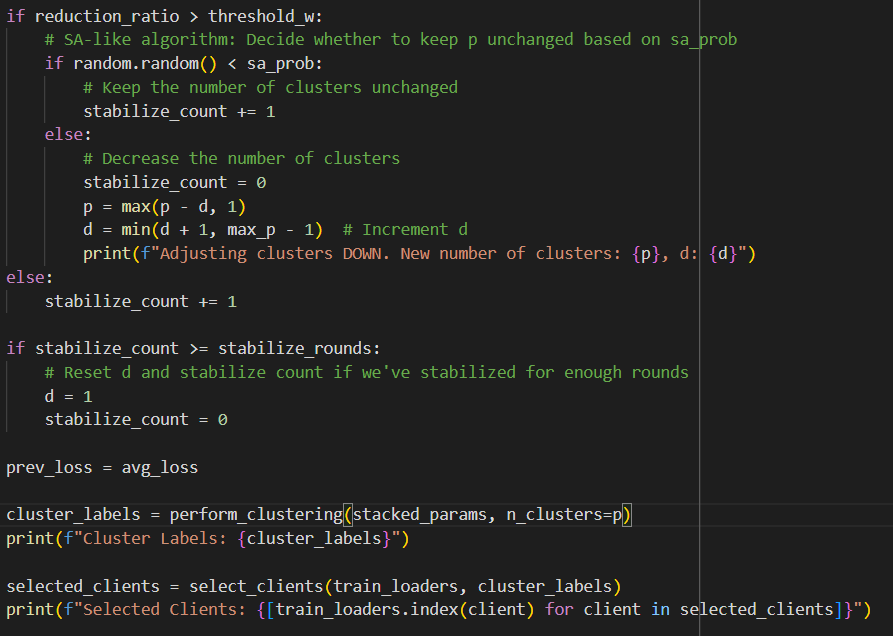 if reduction_ratio > threshold_w:
    # SA-like algorithm: Decide whether to keep p unchanged based on sa_prob
    if random.random() < sa_prob:
        # Keep the number of clusters unchanged
        stabilize_count += 1
    else:
        # Decrease the number of clusters
        stabilize_count = 0
        p = max(p - d, 1)
        d = min(d + 1, max_p - 1)  # Increment d
        print(f"Adjusting clusters DOWN. New number of clusters: {p}, d: {d}")
else:
    stabilize_count += 1

if stabilize_count >= stabilize_rounds:
    # Reset d and stabilize count if we've stabilized for enough rounds
    d = 1
    stabilize_count = 0

prev_loss = avg_loss

cluster_labels = perform_clustering(stacked_params, n_clusters=p)
print(f"Cluster Labels: {cluster_labels}")

selected_clients = select_clients(train_loaders, cluster_labels)
print(f"Selected Clients: {[train_loaders.index(client) for client in selected_clients]}")